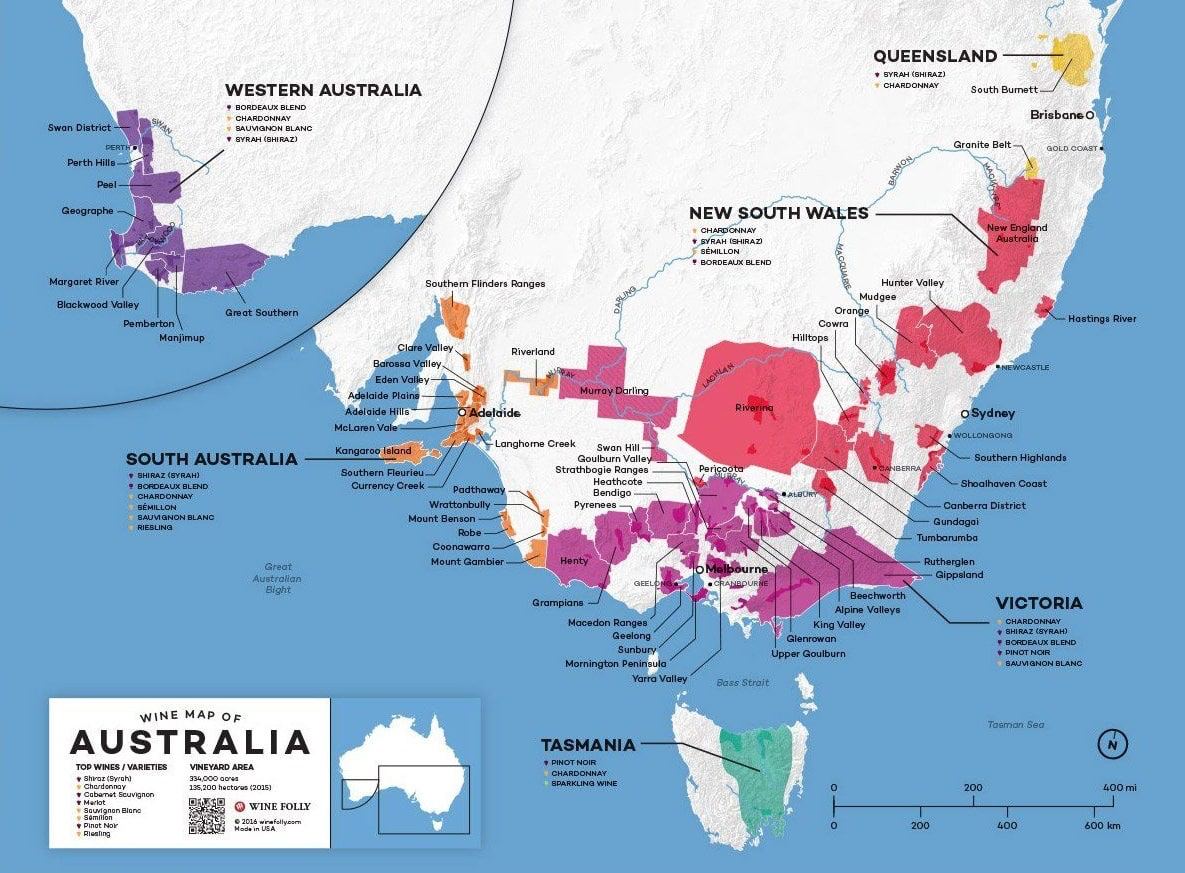 WESTERN AUSTRALIA
BORDEAUX BLEND
CHARDONNAY
SAUVIGNON BLANC
SYRAH (SHIRAZ)
Swan District
SWAN
PERTH
Perth Hills
Peel
Geographe
Margaret River
Blackwood Valley
Pemberton
Manjimup
Great Southern
QUEENSLAND
SYRAH (SHIRAZ)
CHARDONNAY
South Burnett
Brisbane
GOLD COAST
Granite Belt
NEW SOUTH WALES
CHARDONNAY
SYRAH (SHIRAZ)
SÉMILLON
BORDEAUX BLEND
BARWON
MACQUARIE
DARLING
LACHLAN
New England
Australia
Hastings River
Hunter Valley
Mudgee
Orange
Cowra
Hilltops
NEWCASTLE
Sydney
WOLLONGONG
Southern Highlands
Shoalhaven Coast
CANBERRA
Canberra District
Gundagai
Tumbarumba
Riverina
Murray Darling
MURRAY
Riverland
Southern Flinders Ranges
Clare Valley
Barossa Valley
Eden Valley
Adelaide Plains
Adelaide Hills
Adelaide
McLaren Vale
Langhorne Creek
Kangaroo Island
Southern Fleurieu
Currency Creek
SOUTH AUSTRALIA
SHIRAZ (SYRAH)
BORDEAUX BLEND
CHARDONNAY
SÉMILLON
SAUVIGNON BLANC
RIESLING
Padthaway
Wrattonbully
Mount Benson
Robe
Coonawarra
Mount Gambier
Great
Australian
Bight
Swan Hill
Goulburn Valley
Strathbogie Ranges
Heathcote
Bendigo
Pyrenees
Pericoota
MURRAY
ALBURY
Henty
Grampians
Melbourne
GEELONG
CRANBOURNE
Macedon Ranges
Geelong
Sunbury
Mornington Peninsula
Yarra Valley
Rutherglen
Gippsland
Beechworth
Alpine Valleys
King Valley
Glenrowan
Upper Goulburn
VICTORIA
CHARDONNAY
SHIRAZ (SYRAH)
BORDEAUX BLEND
PINOT NOIR
SAUVIGNON BLANC
Bass Strait
Tasman Sea
TASMANIA
PINOT NOIR
CHARDONNAY
SPARKLING WINE
N
0 200 400 mi
0 200 400 600 km
WINE MAP OF
AUSTRALIA
TOP WINES / VARIETIES
Shiraz (Syrah)
Chardonnay
Cabernet Sauvignon
Merlot
Sauvignon Blanc
Sémillon
Pinot Noir
Riesling
VINEYARD AREA
334,000 acres
135,200 hectares (2015)
WINE FOLLY
© 2016 winefolly.com
Made in USA